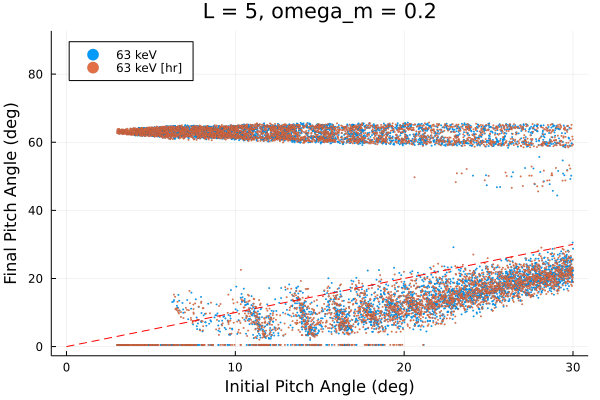 L = 5, omega_m = 0.2
63 keV
63 keV [hr]
Final Pitch Angle (deg)
80
60
40
20
0
0
10
20
30
Initial Pitch Angle (deg)